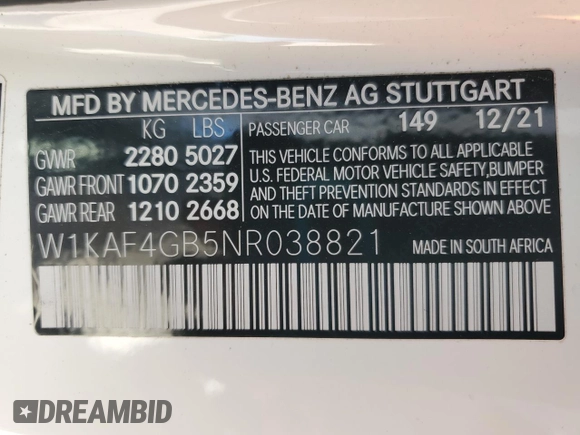 MFD BY MERCEDES-BENZ AG STUTTGART
KG LBS
GVWR 2280 5027
GAWR FRONT 1070 2359
GAWR REAR 1210 2668
PASSENGER CAR 149 12/21
THIS VEHICLE CONFORMS TO ALL APPLICABLE
U.S. FEDERAL MOTOR VEHICLE SAFETY,BUMPER
AND THEFT PREVENTION STANDARDS IN EFFECT
ON THE DATE OF MANUFACTURE SHOWN ABOVE.
W1KAF4GB5NR038821 MADE IN SOUTH AFRICA
DREAMBID